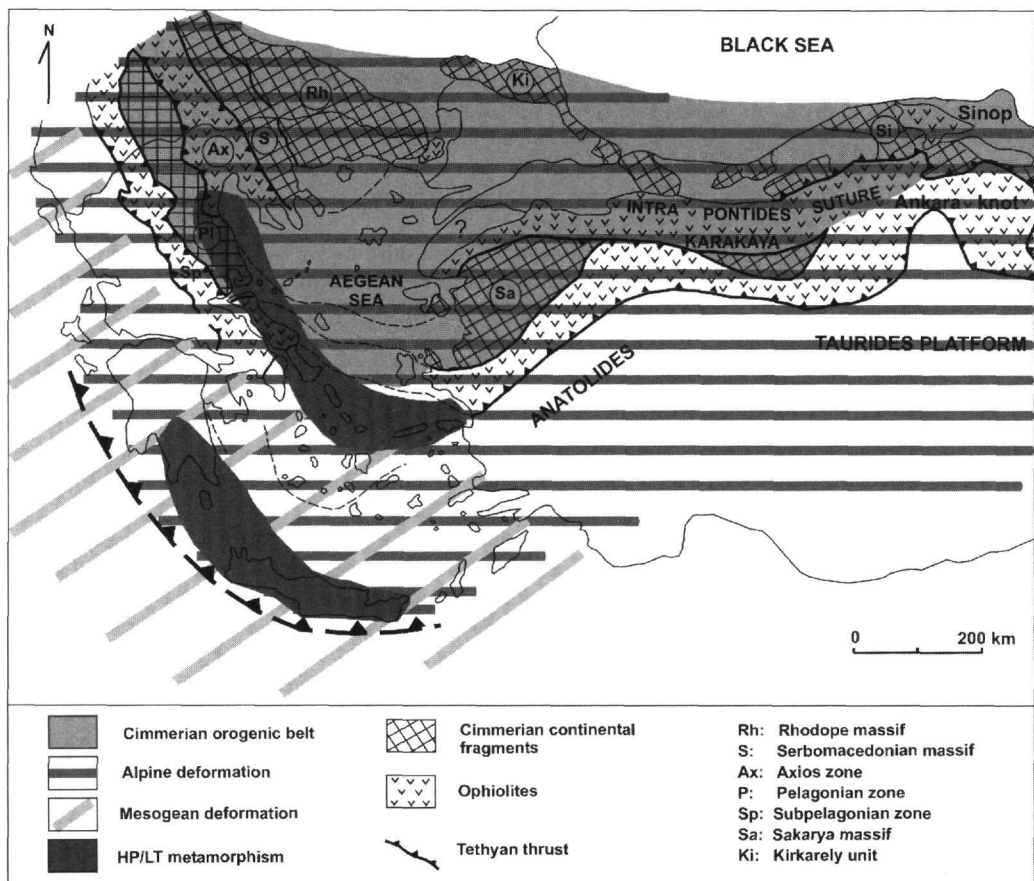 N
BLACK SEA
Rh
Ki
Sinop
Si
S
Ax
INTRA PONTIDES SUTURE
Ankara knot
Pl
?
KARAKAYA
Sp
AEGEAN
SEA
Sa
TAURIDES PLATFORM
ANATOLIDES
0 200 km
Cimmerian orogenic belt
Alpine deformation
Mesogean deformation
HP/LT metamorphism
Cimmerian continental
fragments
Ophiolites
Tethyan thrust
Rh: Rhodope massif
S: Serbomacedonian massif
Ax: Axios zone
P: Pelagonian zone
Sp: Subpelagonian zone
Sa: Sakarya massif
Ki: Kirkarely unit